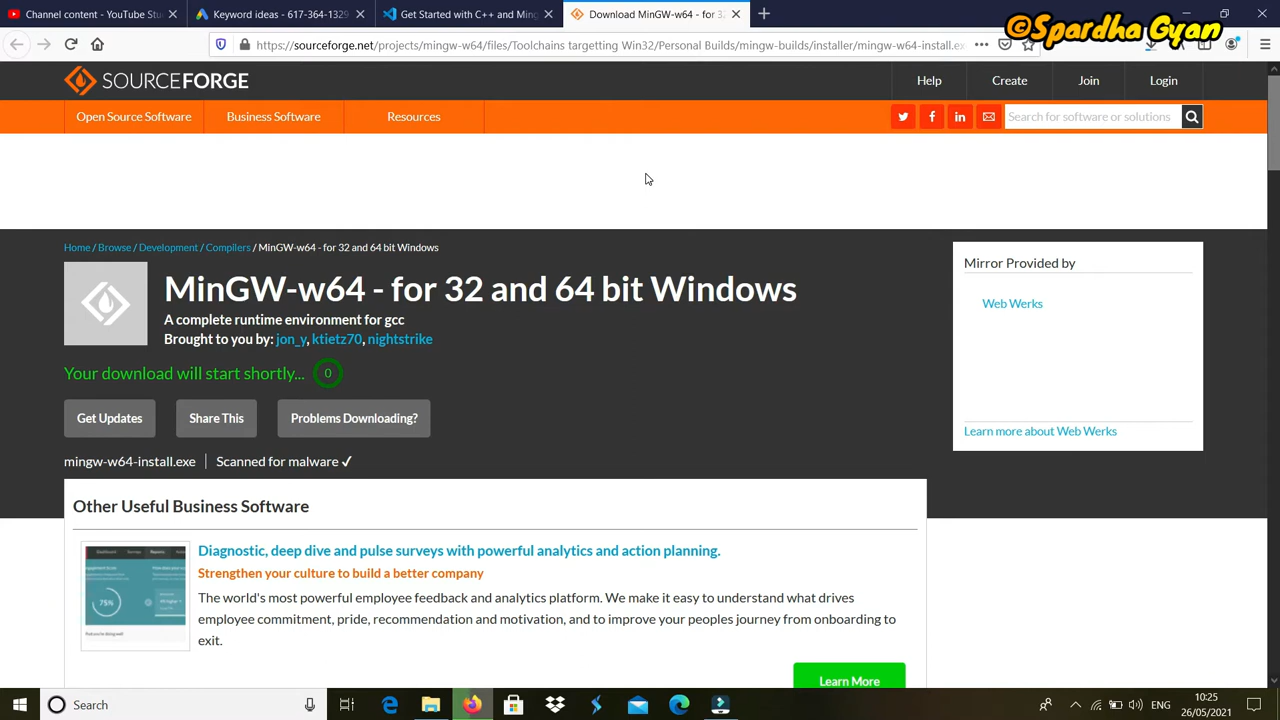 Channel content - YouTube Stu
Keyword ideas - 617-364-1329
Get Started with C++ and Ming
Download MinGW-w64 - for 32
©Spardha Gyan
https://sourceforge.net/projects/mingw-w64/files/Toolchains targetting Win32/Personal Builds/mingw-builds/installer/mingw-w64-install.ex
SOURCEFORGE
Help
Create
Join
Login
Open Source Software
Business Software
Resources
Search for software or solutions
Home / Browse / Development / Compilers / MinGW-w64 - for 32 and 64 bit Windows
MinGW-w64 - for 32 and 64 bit Windows
A complete runtime environment for gcc
Brought to you by: jon_y, ktietz70, nightstrike
Your download will start shortly... 0
Get Updates
Share This
Problems Downloading?
mingw-w64-install.exe
Scanned for malware ✓
Mirror Provided by
Web Werks
Learn more about Web Werks
Other Useful Business Software
Diagnostic, deep dive and pulse surveys with powerful analytics and action planning.
Strengthen your culture to build a better company
The world's most powerful employee feedback and analytics platform. We make it easy to understand what drives
employee commitment, pride, recommendation and motivation, and to improve your peoples journey from onboarding to
exit.
75%
Learn More
Search
ENG
10:25
26/05/2021